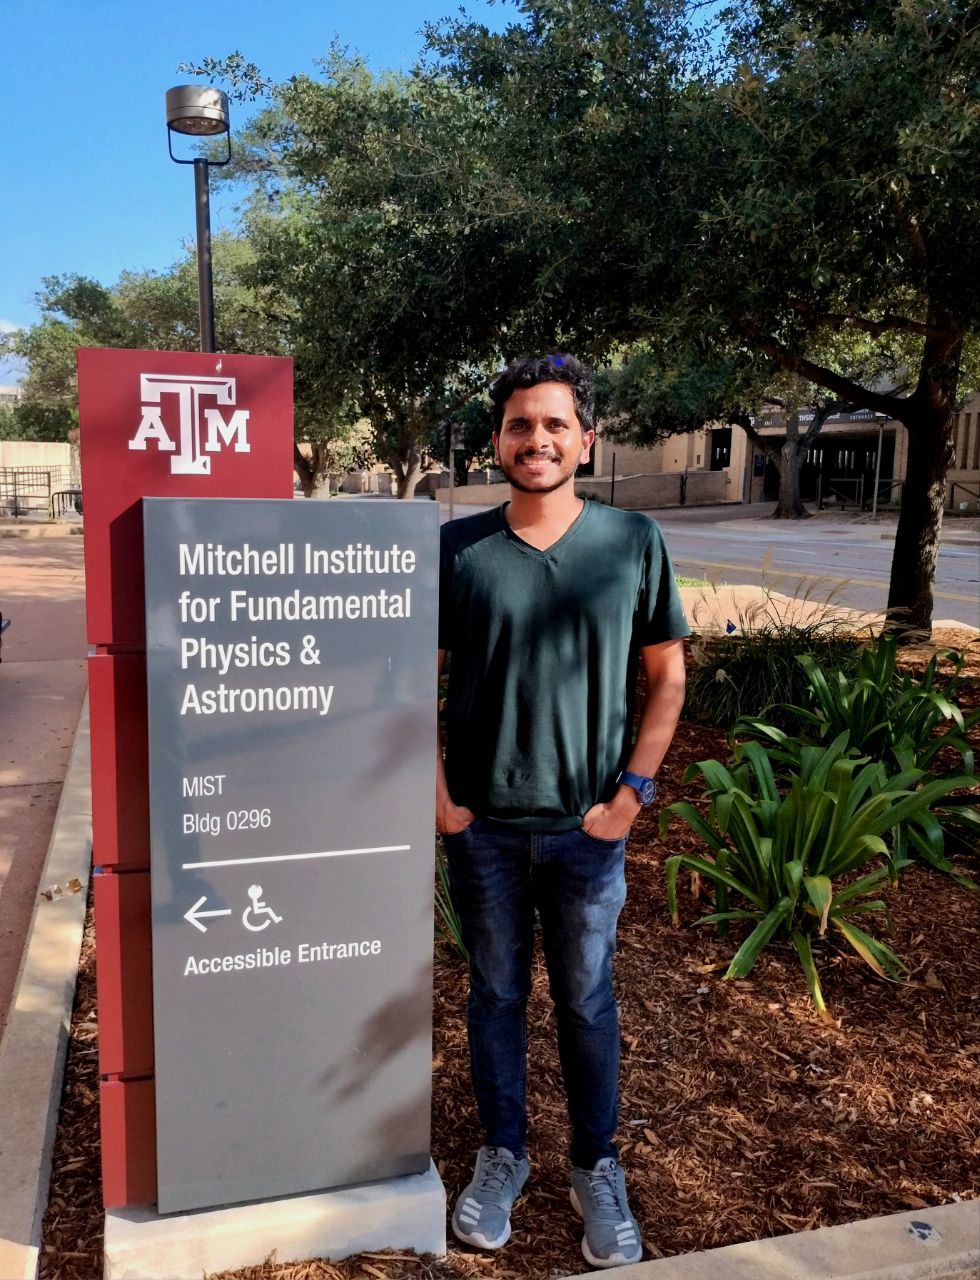 ATM
Mitchell Institute
for Fundamental
Physics &
Astronomy
MIST
Bldg 0296
Accessible Entrance